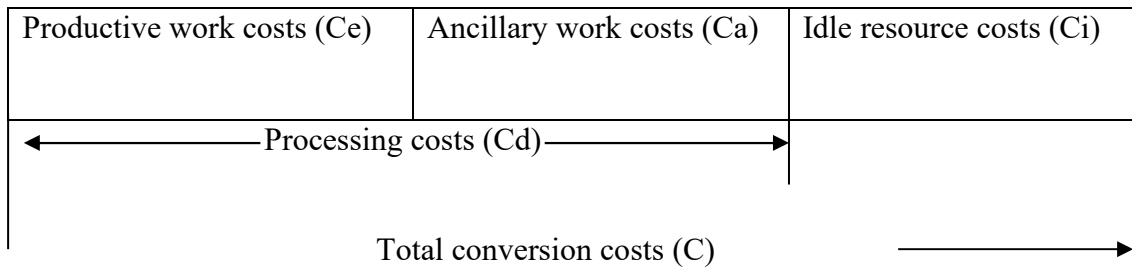 Productive work costs (Ce) Ancillary work costs (Ca) Idle resource costs (Ci)
Processing costs (Cd)
Total conversion costs (C)